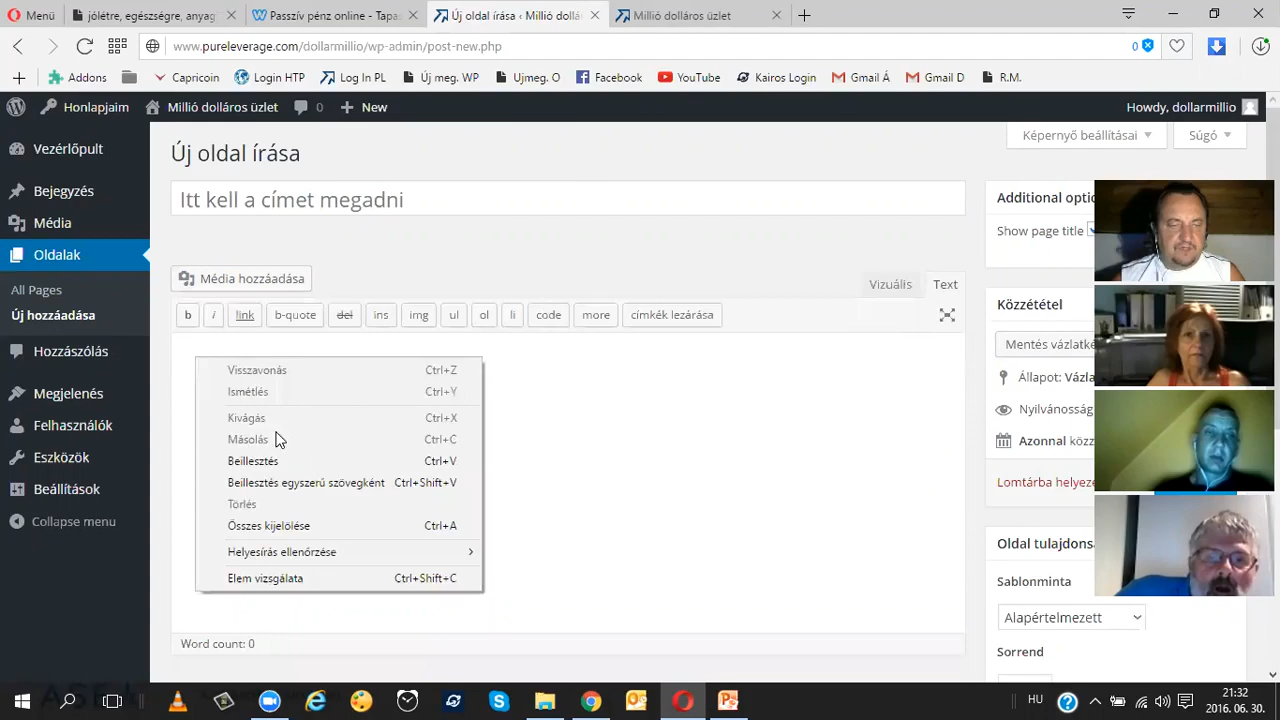 Menü
jólétre, egészségre, anyag
Passzív pénz online - Tapas
Új oldal írása ‹ Millió dollá
Millió dolláros üzlet
www.pureleverage.com/dollarmillio/wp-admin/post-new.php
0
Addons
Capricoin
Login HTP
Log In PL
Új meg. WP
Ujmeg. O
Facebook
YouTube
Kairos Login
Gmail Á
Gmail D
R.M.
Honlapjaim
Millió dolláros üzlet
0
New
Howdy, dollarmillio
Képernyő beállításai
Súgó
Vezérlőpult
Bejegyzés
Média
Oldalak
All Pages
Új hozzáadása
Hozzászólás
Megjelenés
Felhasználók
Eszközök
Beállítások
Collapse menu
Új oldal írása
Itt kell a címet megadni
Média hozzáadása
Vizuális
Text
b
i
link
b-quote
del
ins
img
ul
ol
li
code
more
címkék lezárása
Visszavonás Ctrl+Z
Ismétlés Ctrl+Y
Kivágás Ctrl+X
Másolás Ctrl+C
Beillesztés Ctrl+V
Beillesztés egyszerű szövegként Ctrl+Shift+V
Törlés
Összes kijelölése Ctrl+A
Helyesírás ellenőrzése
Elem vizsgálata Ctrl+Shift+C
Word count: 0
Additional optio
Show page title
Közzététel
Mentés vázlatké
Állapot: Vázla
Nyilvánosság
Azonnal közz
Lomtárba helyeze
Oldal tulajdons
Sablonminta
Alapértelmezett
Sorrend
HU
21:32
2016. 06. 30.